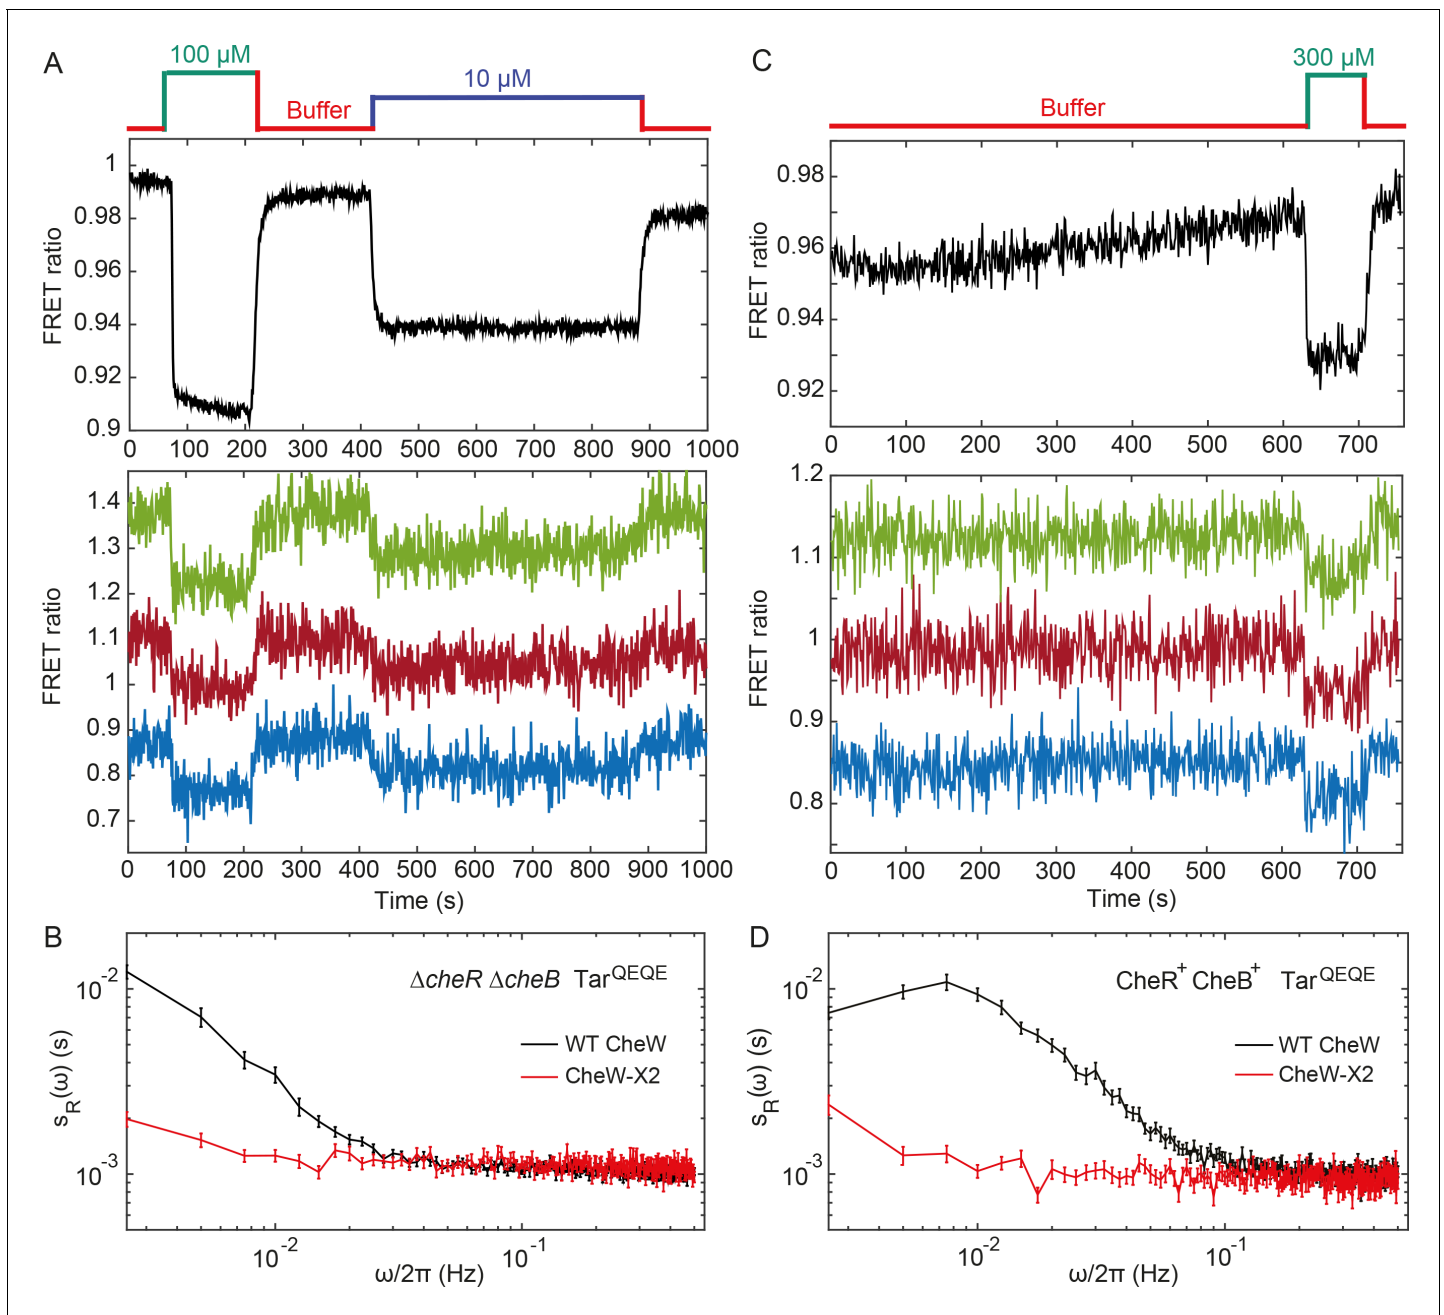 A
100 µM
Buffer
10 µM
FRET ratio
1
0.98
0.96
0.94
0.92
0.9
0 100 200 300 400 500 600 700 800 900 1000
FRET ratio
1.4
1.3
1.2
1.1
1
0.9
0.8
0.7
0 100 200 300 400 500 600 700 800 900 1000
Time (s)
B
ΔcheR ΔcheB Tar^QEQE
WT CheW
CheW-X2
s_R(ω) (s)
10^-2
10^-3
10^-2 10^-1
ω/2π (Hz)
C
Buffer
300 µM
FRET ratio
0.98
0.96
0.94
0.92
0 100 200 300 400 500 600 700
FRET ratio
1.2
1.1
1
0.9
0.8
0 100 200 300 400 500 600 700
Time (s)
D
CheR^+ CheB^+ Tar^QEQE
WT CheW
CheW-X2
s_R(ω) (s)
10^-2
10^-3
10^-2 10^-1
ω/2π (Hz)